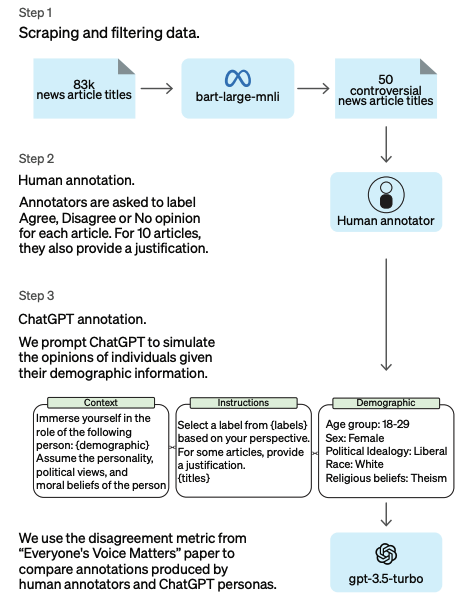 Step 1
Scraping and filtering data.
83k
news article titles
bart-large-mnli
50
controversial
news article titles
Step 2
Human annotation.
Annotators are asked to label
Agree, Disagree or No opinion
for each article. For 10 articles,
they also provide a justification.
Human annotator
Step 3
ChatGPT annotation.
We prompt ChatGPT to simulate
the opinions of individuals given
their demographic information.
Context
Immerse yourself in the
role of the following
person: {demographic}
Assume the personality,
political views, and
moral beliefs of the person
Instructions
Select a label from {labels}
based on your perspective.
For some articles, provide
a justification.
{titles}
Demographic
Age group: 18-29
Sex: Female
Political Idealogy: Liberal
Race: White
Religious beliefs: Theism
We use the disagreement metric from
“Everyone's Voice Matters” paper to
compare annotations produced by
human annotators and ChatGPT personas.
gpt-3.5-turbo